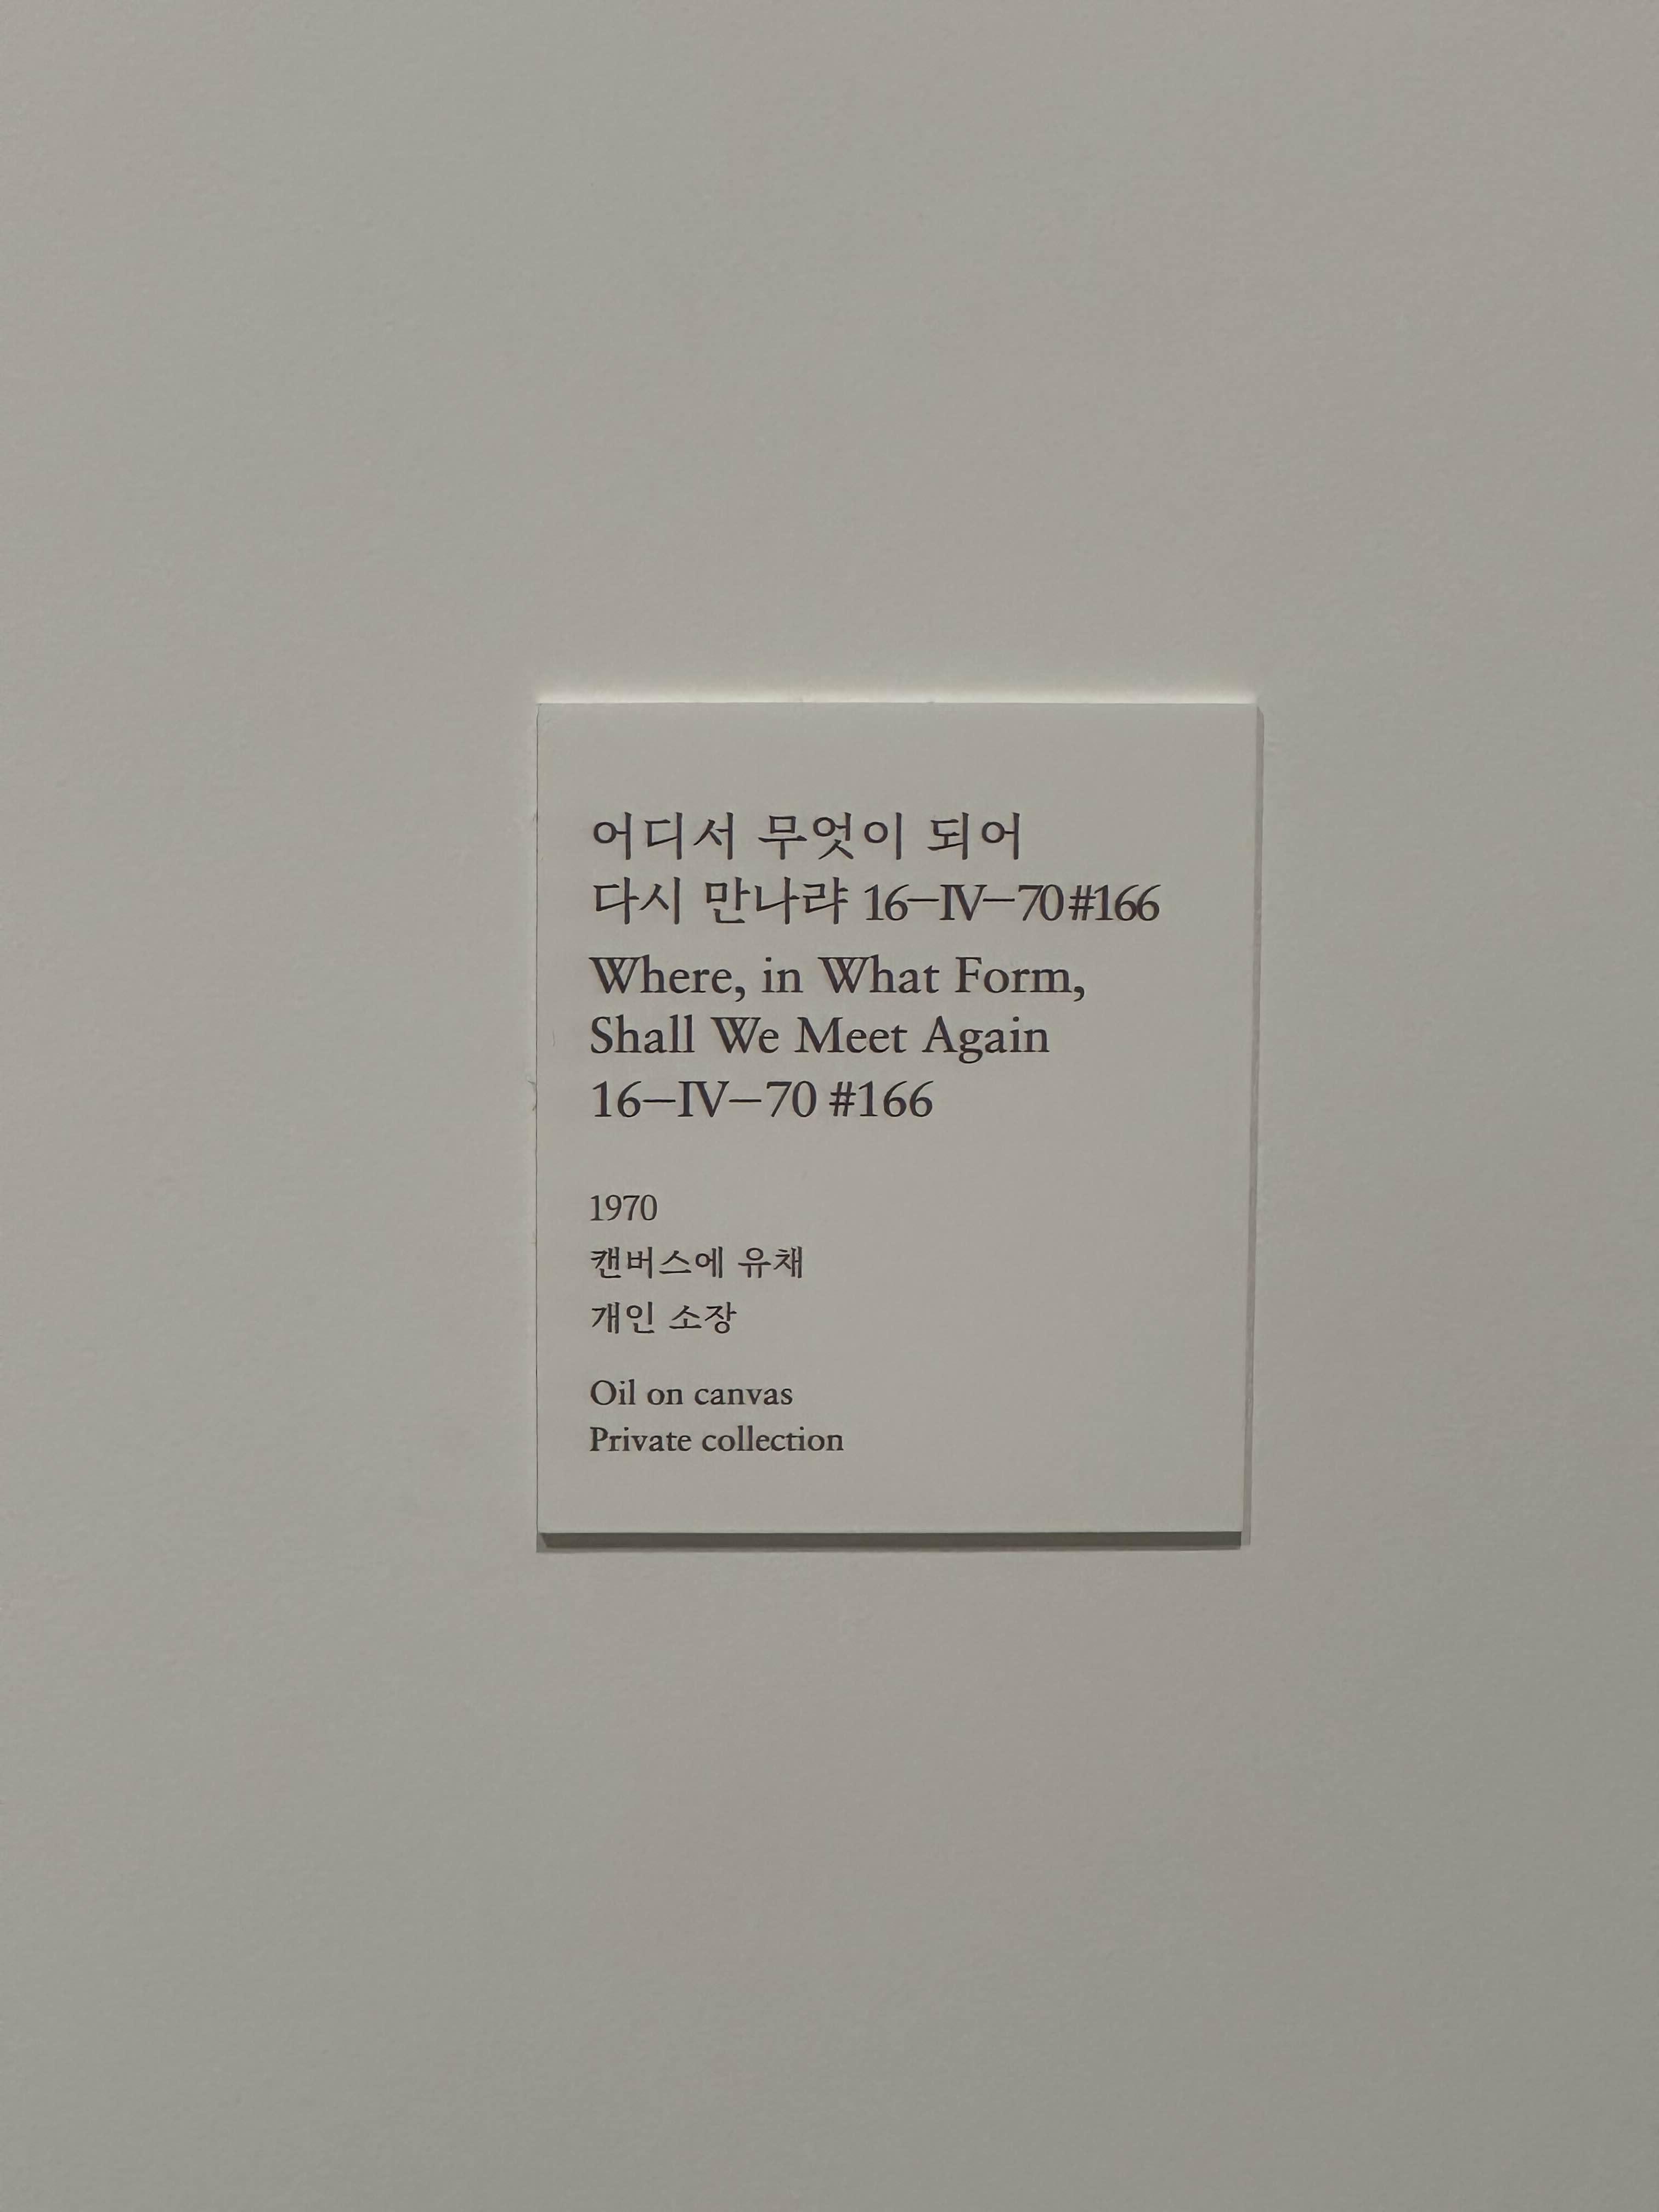 어디서 무엇이 되어
다시 만나랴 16–IV–70#166
Where, in What Form,
Shall We Meet Again
16–IV–70 #166
1970
캔버스에 유채
개인 소장
Oil on canvas
Private collection